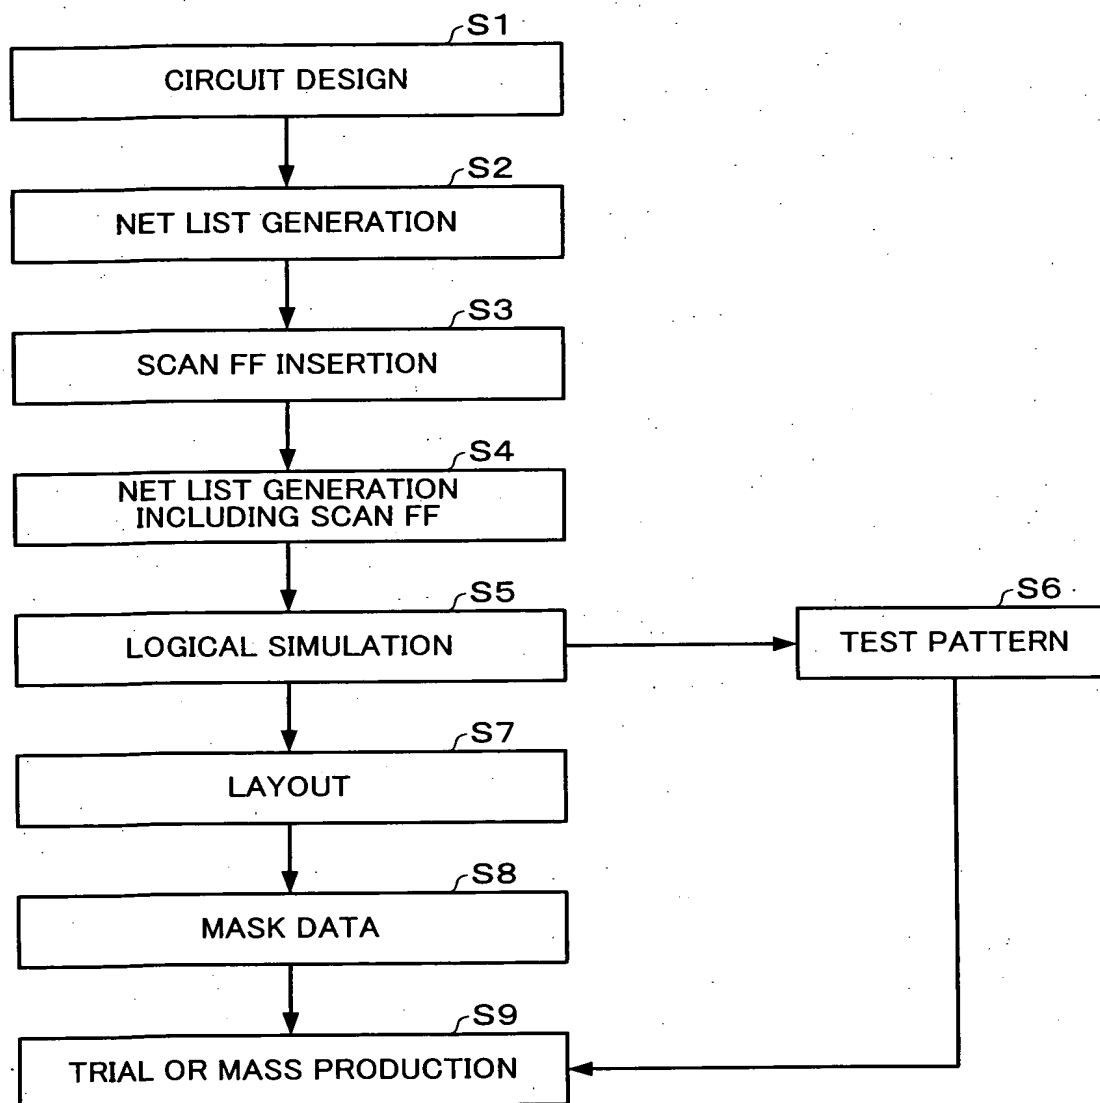 S1
CIRCUIT DESIGN
S2
NET LIST GENERATION
S3
SCAN FF INSERTION
S4
NET LIST GENERATION
INCLUDING SCAN FF
S5
LOGICAL SIMULATION
S6
TEST PATTERN
S7
LAYOUT
S8
MASK DATA
S9
TRIAL OR MASS PRODUCTION